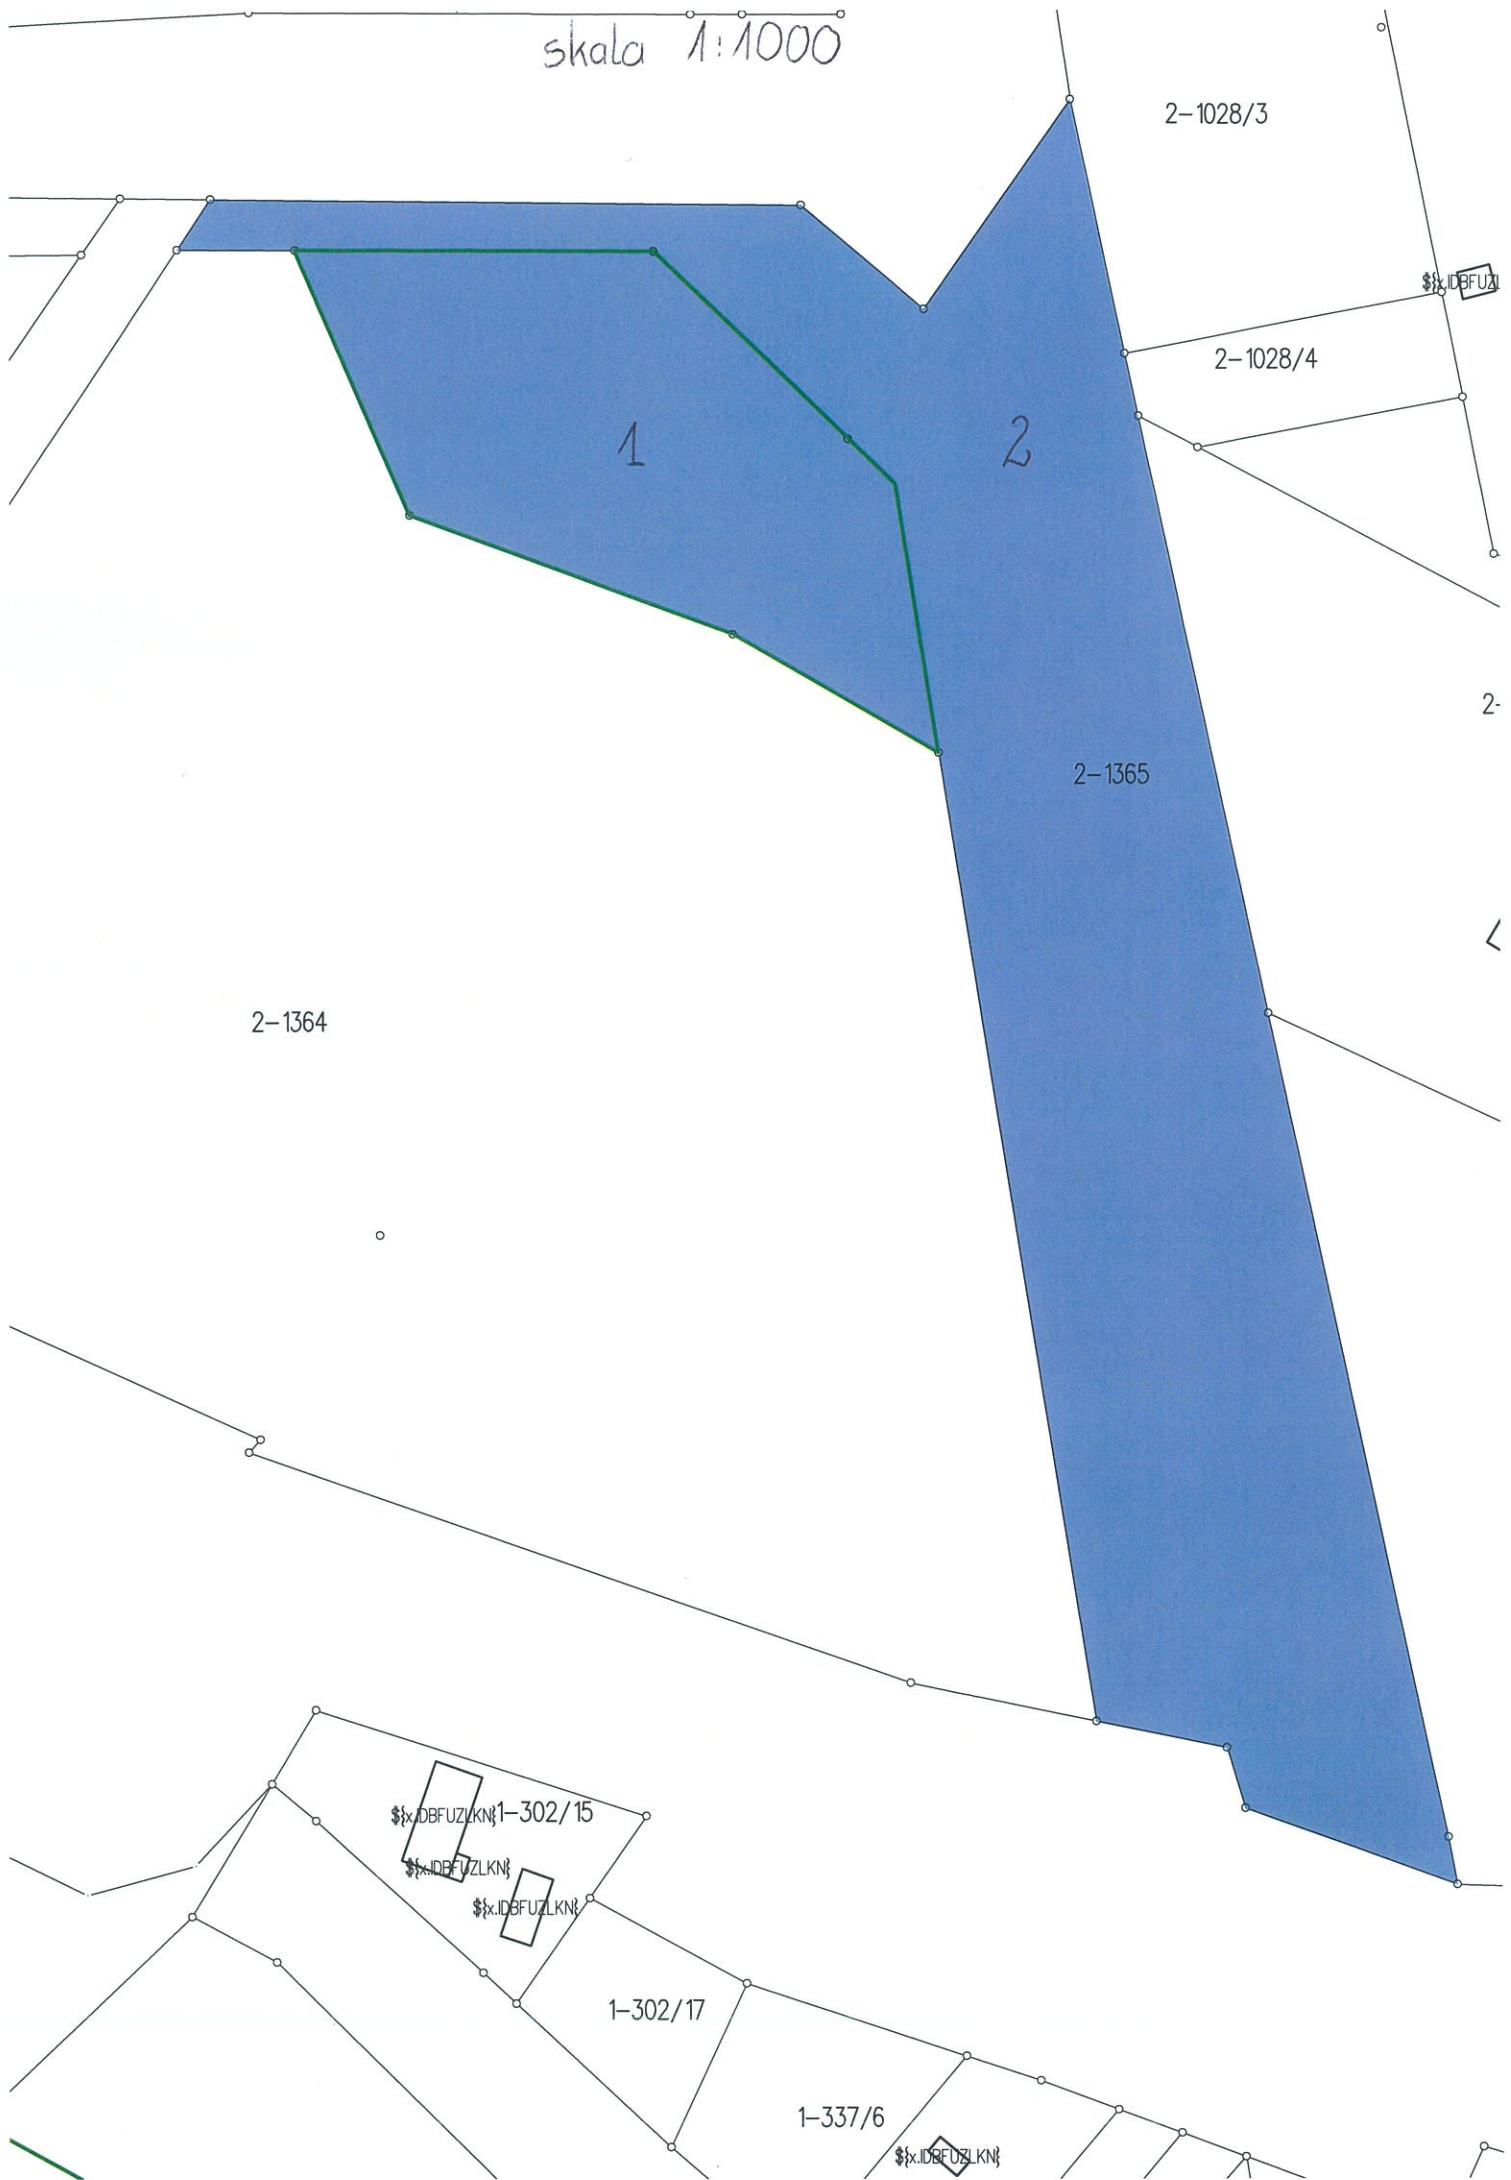 skala 1:1000
2-1028/3
$${x.IDBFUZL
2-1028/4
1
2
2-
2-1365
2-1364
$${x.IDBFUZLKN}
1-302/15
$${x.IDBFUZLKN}
$${x.IDBFUZLKN}
1-302/17
1-337/6
$${x.IDBFUZLKN}